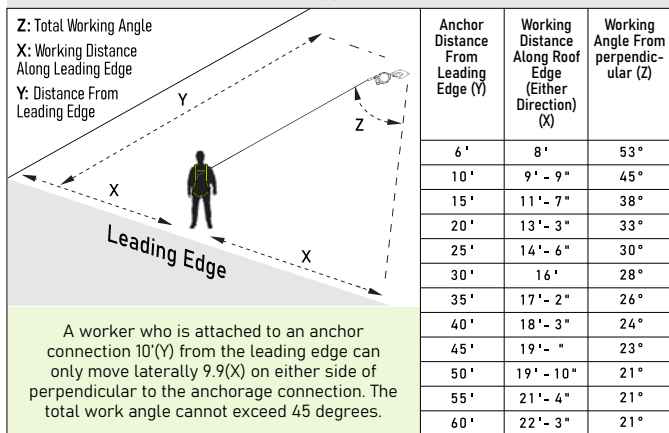 Z: Total Working Angle
X: Working Distance
Along Leading Edge
Y: Distance From
Leading Edge
Y
Z
X
X
Leading Edge
A worker who is attached to an anchor
connection 10'(Y) from the leading edge can
only move laterally 9.9(X) on either side of
perpendicular to the anchorage connection. The
total work angle cannot exceed 45 degrees.
Anchor
Distance
From
Leading
Edge (Y)
Working
Distance
Along Roof
Edge
(Either
Direction)
(X)
Working
Angle From
perpendic-
ular (Z)
6' 8' 53°
10' 9'- 9" 45°
15' 11'- 7" 38°
20' 13'- 3" 33°
25' 14'- 6" 30°
30' 16' 28°
35' 17'- 2" 26°
40' 18'- 3" 24°
45' 19'- " 23°
50' 19'- 10" 21°
55' 21'- 4" 21°
60' 22'- 3" 21°